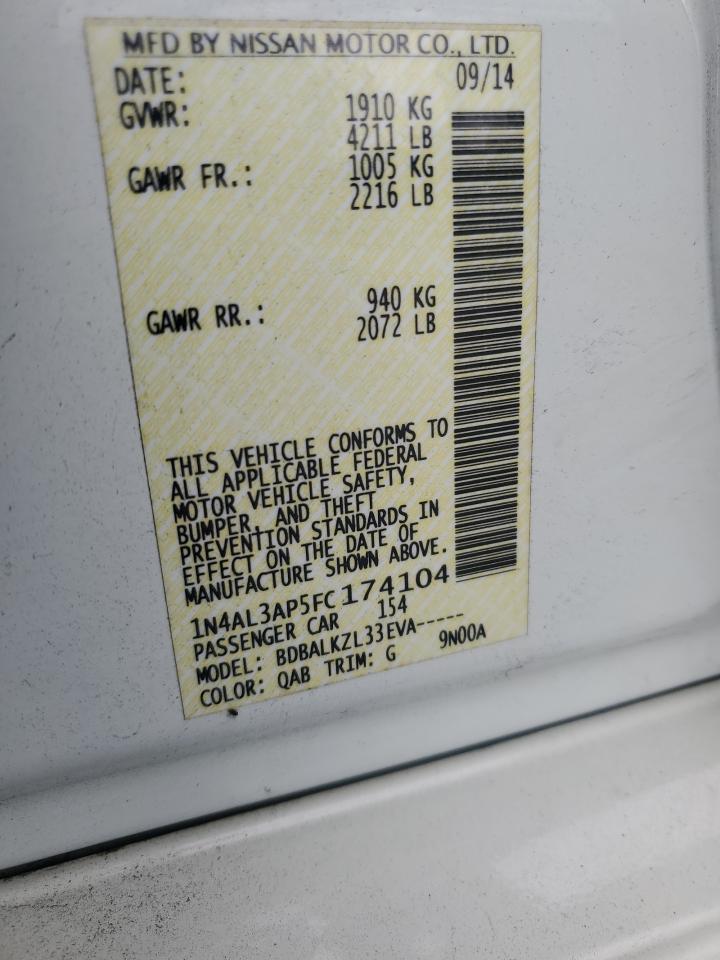 MFD BY NISSAN MOTOR CO., LTD.
DATE: 09/14
GVWR: 1910 KG
4211 LB
GAWR FR.: 1005 KG
2216 LB
GAWR RR.: 940 KG
2072 LB
THIS VEHICLE CONFORMS TO
ALL APPLICABLE FEDERAL
MOTOR VEHICLE SAFETY,
BUMPER, AND THEFT
PREVENTION STANDARDS IN
EFFECT ON THE DATE OF
MANUFACTURE SHOWN ABOVE.
1N4AL3AP5FC174104
PASSENGER CAR 154
MODEL: BDBALKZL33EVA-----
COLOR: QAB TRIM: G 9N00A